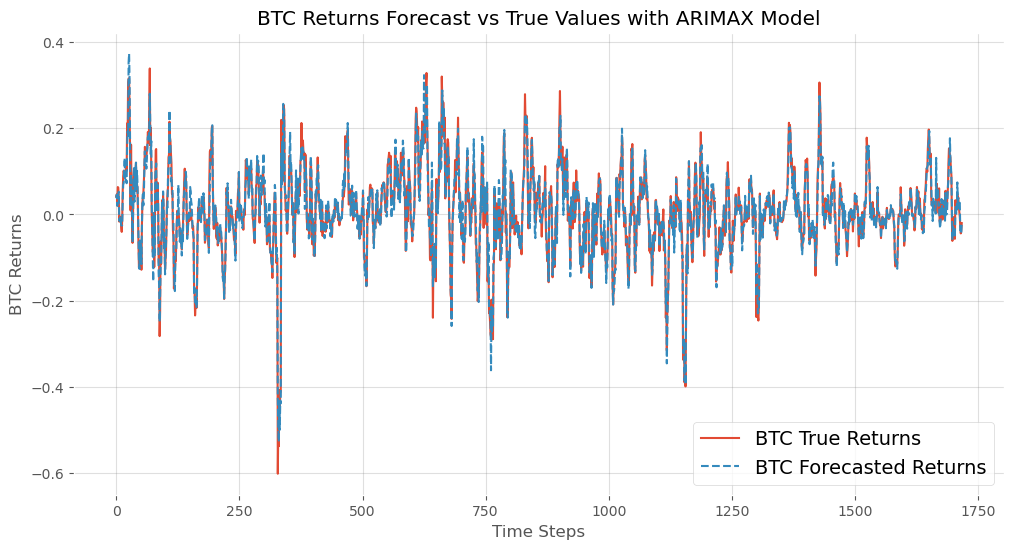 BTC Returns Forecast vs True Values with ARIMAX Model
BTC Returns
0.4
0.2
0.0
−0.2
−0.4
−0.6
0
250
500
750
1000
1250
1500
1750
Time Steps
BTC True Returns
BTC Forecasted Returns